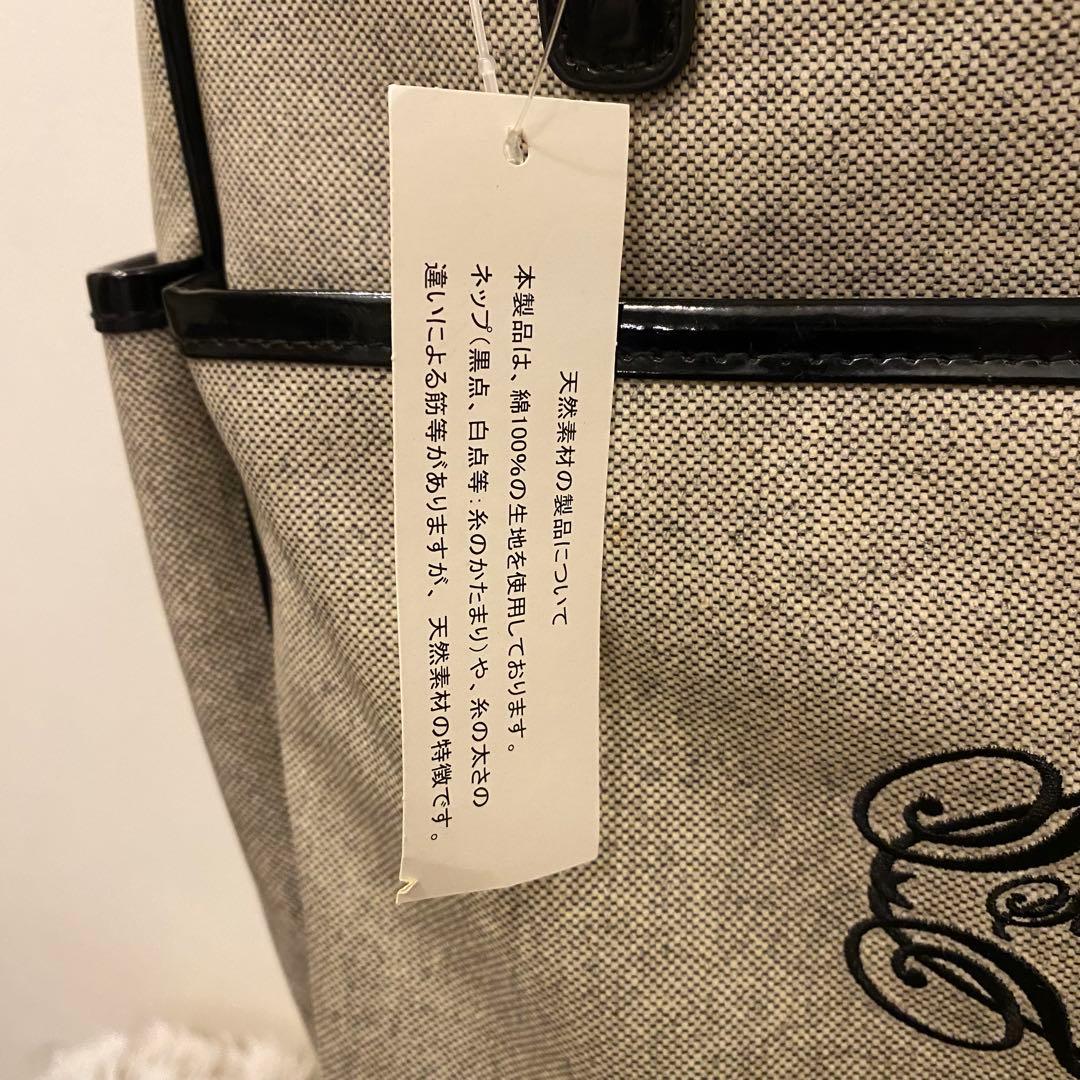 天然素材の製品について
本製品は、綿100%の生地を使用しております。
ネップ(黒点、白点等:糸のかたまり)や、糸の太さの
違いによる筋等がありますが、天然素材の特徴です。